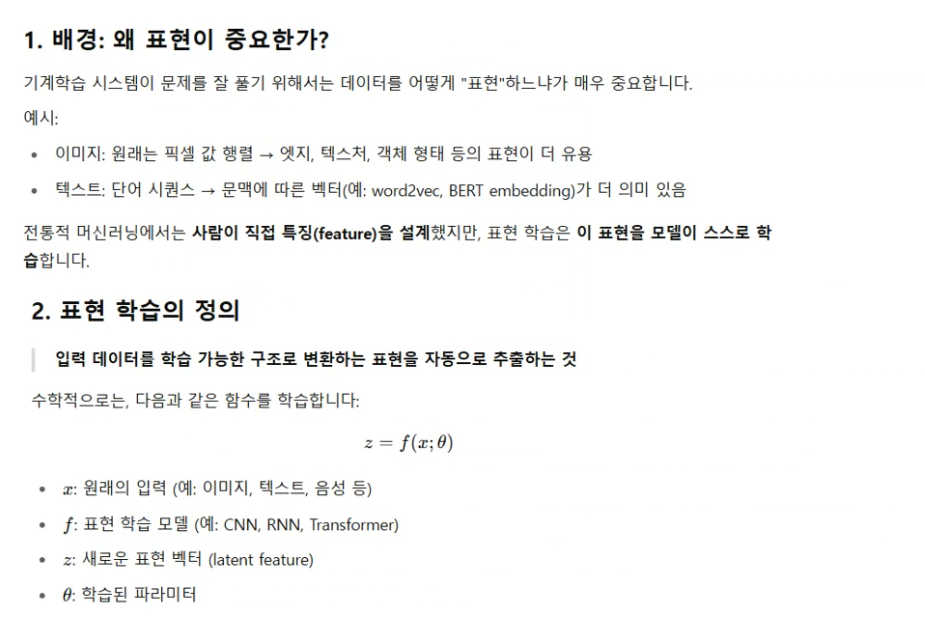 1. 배경: 왜 표현이 중요한가?
기계학습 시스템이 문제를 잘 풀기 위해서는 데이터를 어떻게 "표현"하느냐가 매우 중요합니다.
예시:
• 이미지: 원래는 픽셀 값 행렬 → 엣지, 텍스처, 객체 형태 등의 표현이 더 유용
• 텍스트: 단어 시퀀스 → 문맥에 따른 벡터(예: word2vec, BERT embedding)가 더 의미 있음
전통적 머신러닝에서는 사람이 직접 특징(feature)을 설계했지만, 표현 학습은 이 표현을 모델이 스스로 학
습합니다.
2. 표현 학습의 정의
입력 데이터를 학습 가능한 구조로 변환하는 표현을 자동으로 추출하는 것
수학적으로는, 다음과 같은 함수를 학습합니다:
z = f(x; θ)
• x: 원래의 입력 (예: 이미지, 텍스트, 음성 등)
• f: 표현 학습 모델 (예: CNN, RNN, Transformer)
• z: 새로운 표현 벡터 (latent feature)
• θ: 학습된 파라미터